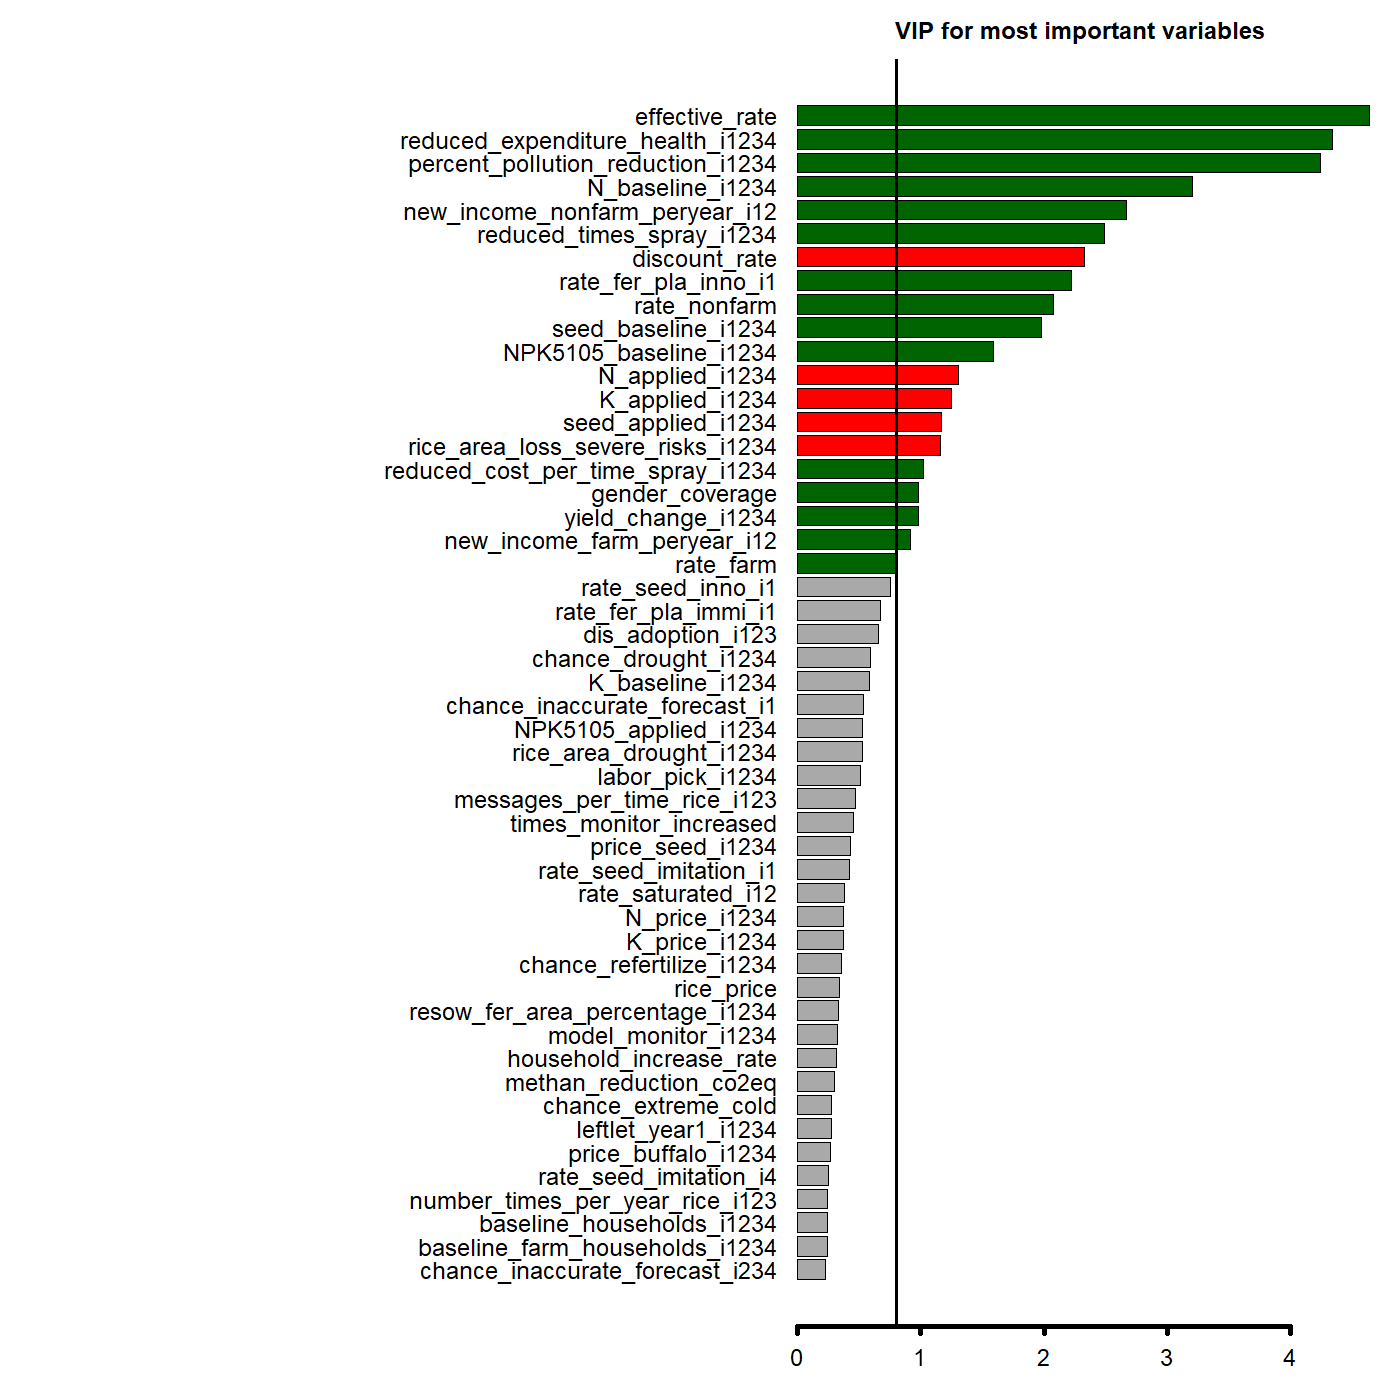 VIP for most important variables
effective_rate
reduced_expenditure_health_i1234
percent_pollution_reduction_i1234
N_baseline_i1234
new_income_nonfarm_peryear_i12
reduced_times_spray_i1234
discount_rate
rate_fer_pla_inno_i1
rate_nonfarm
seed_baseline_i1234
NPK5105_baseline_i1234
N_applied_i1234
K_applied_i1234
seed_applied_i1234
rice_area_loss_severe_risks_i1234
reduced_cost_per_time_spray_i1234
gender_coverage
yield_change_i1234
new_income_farm_peryear_i12
rate_farm
rate_seed_inno_i1
rate_fer_pla_immi_i1
dis_adoption_i123
chance_drought_i1234
K_baseline_i1234
chance_inaccurate_forecast_i1
NPK5105_applied_i1234
rice_area_drought_i1234
labor_pick_i1234
messages_per_time_rice_i123
times_monitor_increased
price_seed_i1234
rate_seed_imitation_i1
rate_saturated_i12
N_price_i1234
K_price_i1234
chance_refertilize_i1234
rice_price
resow_fer_area_percentage_i1234
model_monitor_i1234
household_increase_rate
methan_reduction_co2eq
chance_extreme_cold
leftlet_year1_i1234
price_buffalo_i1234
rate_seed_imitation_i4
number_times_per_year_rice_i123
baseline_households_i1234
baseline_farm_households_i1234
chance_inaccurate_forecast_i234
0 1 2 3 4